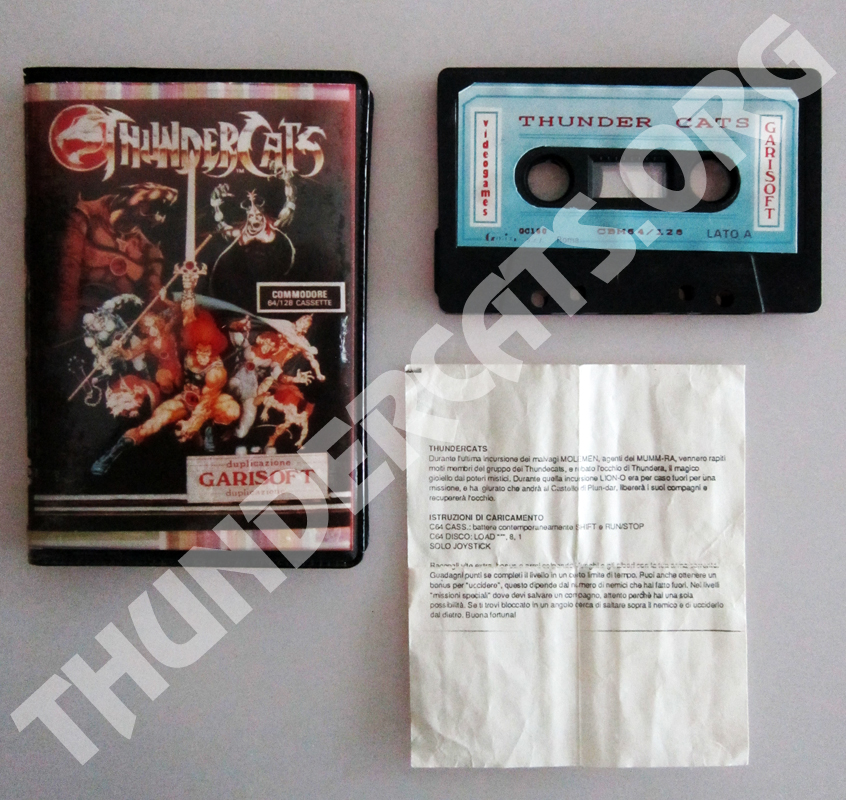 THUNDERCATS
TM
COMMODORE
64/128 CASSETTE
duplicazione
GARISOFT
duplicazione
videogames
THUNDER CATS
GARISOFT
CBM64/128
LATO A
THUNDERCATS
Durante l'ultima incursione dei malvagi MOLEMEN, agenti del MUMM-RA, vennero rapiti
molti membri del gruppo dei Thundecats, e rubato l'occhio di Thundera, il magico
gioiello dai poteri mistici. Durante quella incursione LION-O era per caso fuori per una
missione, e ha giurato che andrà al Castello di Plun-dar, libererà i suoi compagni e
recupererà l'occhio.
ISTRUZIONI DI CARICAMENTO
C64 CASS.: battere contemporaneamente SHIFT e RUN/STOP
C64 DISCO: LOAD "*", 8, 1
SOLO JOYSTICK
Guadagni punti se completi il livello in un certo limite di tempo. Puoi anche ottenere un
bonus per "uccidere", questo dipende dal numero di nemici che hai fatto fuori. Nei livelli
"missioni speciali" dove devi salvare un compagno, attento perchè hai una sola
possibilità. Se ti trovi bloccato in un angolo cerca di saltare sopra il nemico e di ucciderlo
dal dietro. Buona fortuna!
THUNDERCATS.ORG